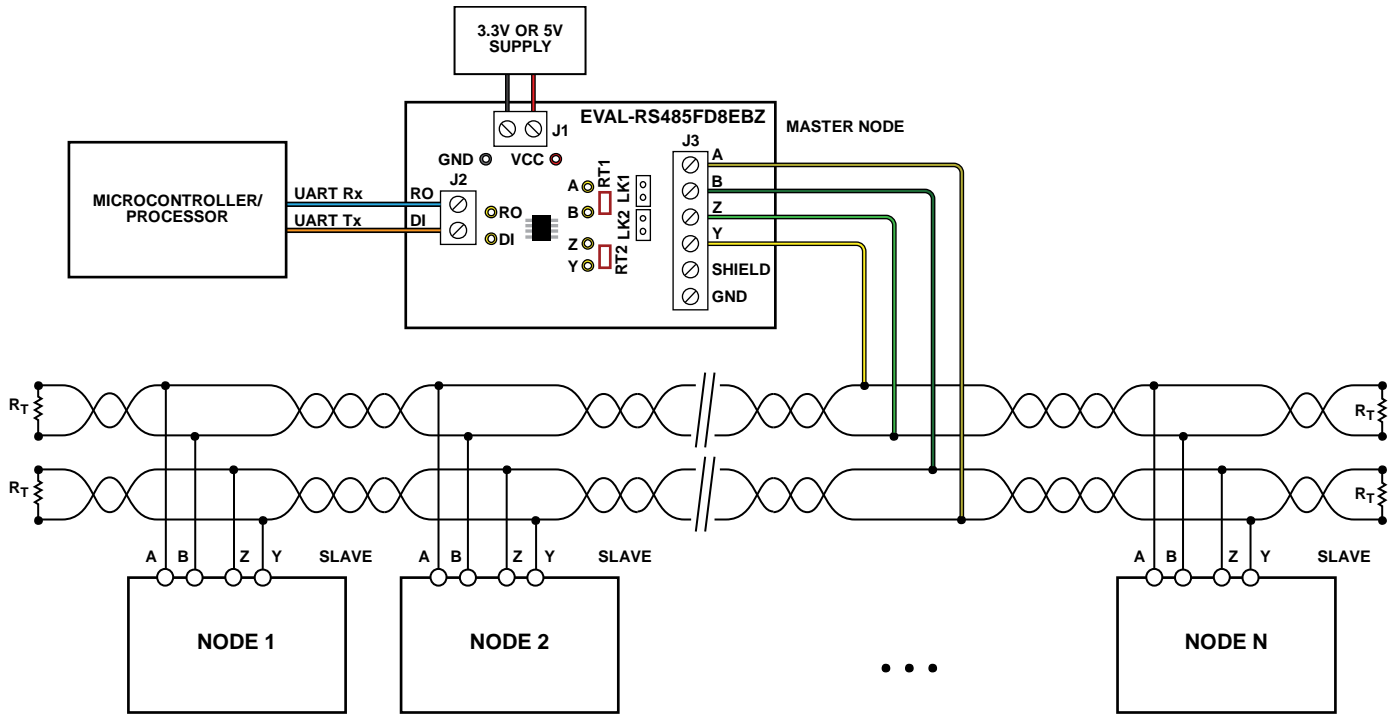 3.3V OR 5V
SUPPLY
EVAL-RS485FD8EBZ
MASTER NODE
J1
GND VCC
J3
A
B
Z
Y
SHIELD
GND
MICROCONTROLLER/
PROCESSOR
UART Rx RO
UART Tx DI
J2
RO
DI
A
B
Z
Y
RT1
LK1
LK2
RT2
RT
RT
RT
RT
A B Z Y SLAVE
NODE 1
A B Z Y SLAVE
NODE 2
• • •
A B Z Y SLAVE
NODE N